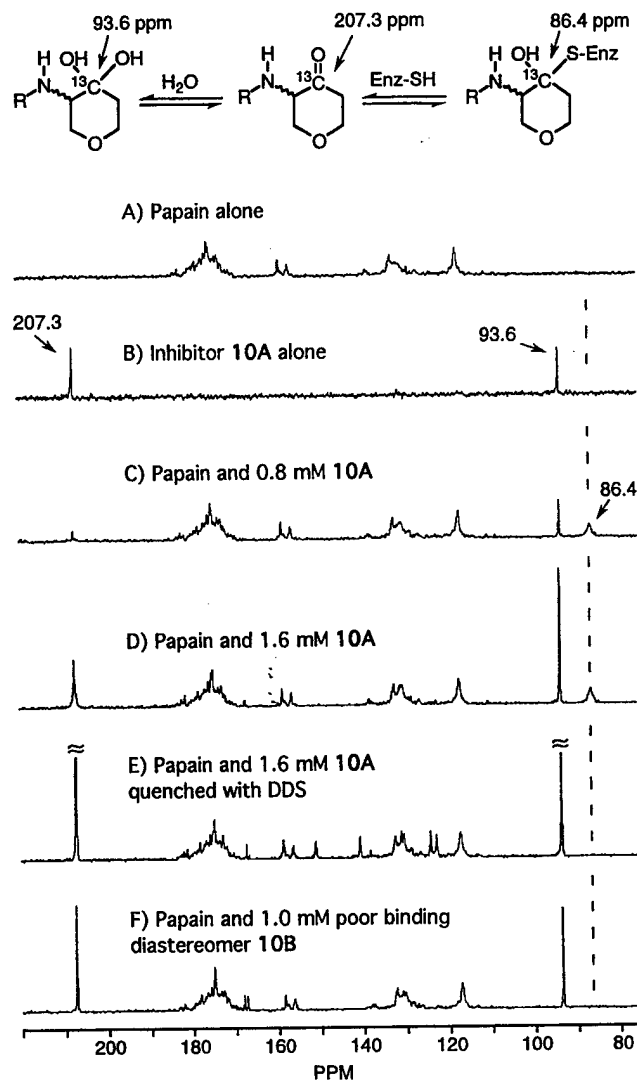 93.6 ppm
207.3 ppm
86.4 ppm
OH
OH
H
N
13
C
R
O
H2O
H
N
13
C
O
R
O
Enz-SH
H
N
OH
13
C
S-Enz
R
O
A) Papain alone
207.3
B) Inhibitor 10A alone
93.6
C) Papain and 0.8 mM 10A
86.4
D) Papain and 1.6 mM 10A
E) Papain and 1.6 mM 10A
quenched with DDS
F) Papain and 1.0 mM poor binding
diastereomer 10B
200
180
160
140
120
100
80
PPM